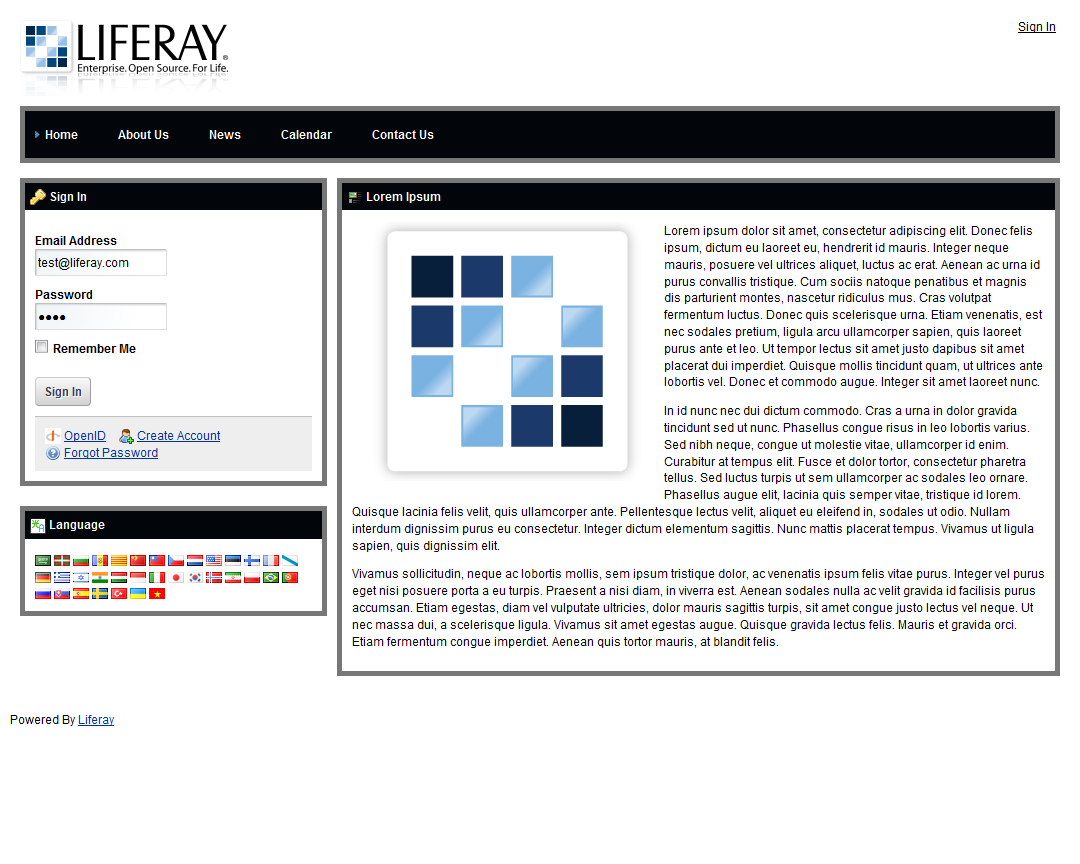 LIFERAY®
Enterprise. Open Source. For Life.
Sign In
Home About Us News Calendar Contact Us
Sign In
Email Address
test@liferay.com
Password
Remember Me
Sign In
OpenID Create Account
Forgot Password
Language
Lorem Ipsum
Lorem ipsum dolor sit amet, consectetur adipiscing elit. Donec felis
ipsum, dictum eu laoreet eu, hendrerit id mauris. Integer neque
mauris, posuere vel ultrices aliquet, luctus ac erat. Aenean ac urna id
purus convallis tristique. Cum sociis natoque penatibus et magnis
dis parturient montes, nascetur ridiculus mus. Cras volutpat
fermentum luctus. Donec quis scelerisque urna. Etiam venenatis, est
nec sodales pretium, ligula arcu ullamcorper sapien, quis laoreet
purus ante et leo. Ut tempor lectus sit amet justo dapibus sit amet
placerat dui imperdiet. Quisque mollis tincidunt quam, ut ultrices ante
lobortis vel. Donec et commodo augue. Integer sit amet laoreet nunc.
In id nunc nec dui dictum commodo. Cras a urna in dolor gravida
tincidunt sed ut nunc. Phasellus congue risus in leo lobortis varius.
Sed nibh neque, congue ut molestie vitae, ullamcorper id enim.
Curabitur at tempus elit. Fusce et dolor tortor, consectetur pharetra
tellus. Sed luctus turpis ut sem ullamcorper ac sodales leo ornare.
Phasellus augue elit, lacinia quis semper vitae, tristique id lorem.
Quisque lacinia felis velit, quis ullamcorper ante. Pellentesque lectus velit, aliquet eu eleifend in, sodales ut odio. Nullam
interdum dignissim purus eu consectetur. Integer dictum elementum sagittis. Nunc mattis placerat tempus. Vivamus ut ligula
sapien, quis dignissim elit.
Vivamus sollicitudin, neque ac lobortis mollis, sem ipsum tristique dolor, ac venenatis ipsum felis vitae purus. Integer vel purus
eget nisi posuere porta a eu turpis. Praesent a nisi diam, in viverra est. Aenean sodales nulla ac velit gravida id facilisis purus
accumsan. Etiam egestas, diam vel vulputate ultricies, dolor mauris sagittis turpis, sit amet congue justo lectus vel neque. Ut
nec massa dui, a scelerisque ligula. Vivamus sit amet egestas augue. Quisque gravida lectus felis. Mauris et gravida orci.
Etiam fermentum congue imperdiet. Aenean quis tortor mauris, at blandit felis.
Powered By Liferay